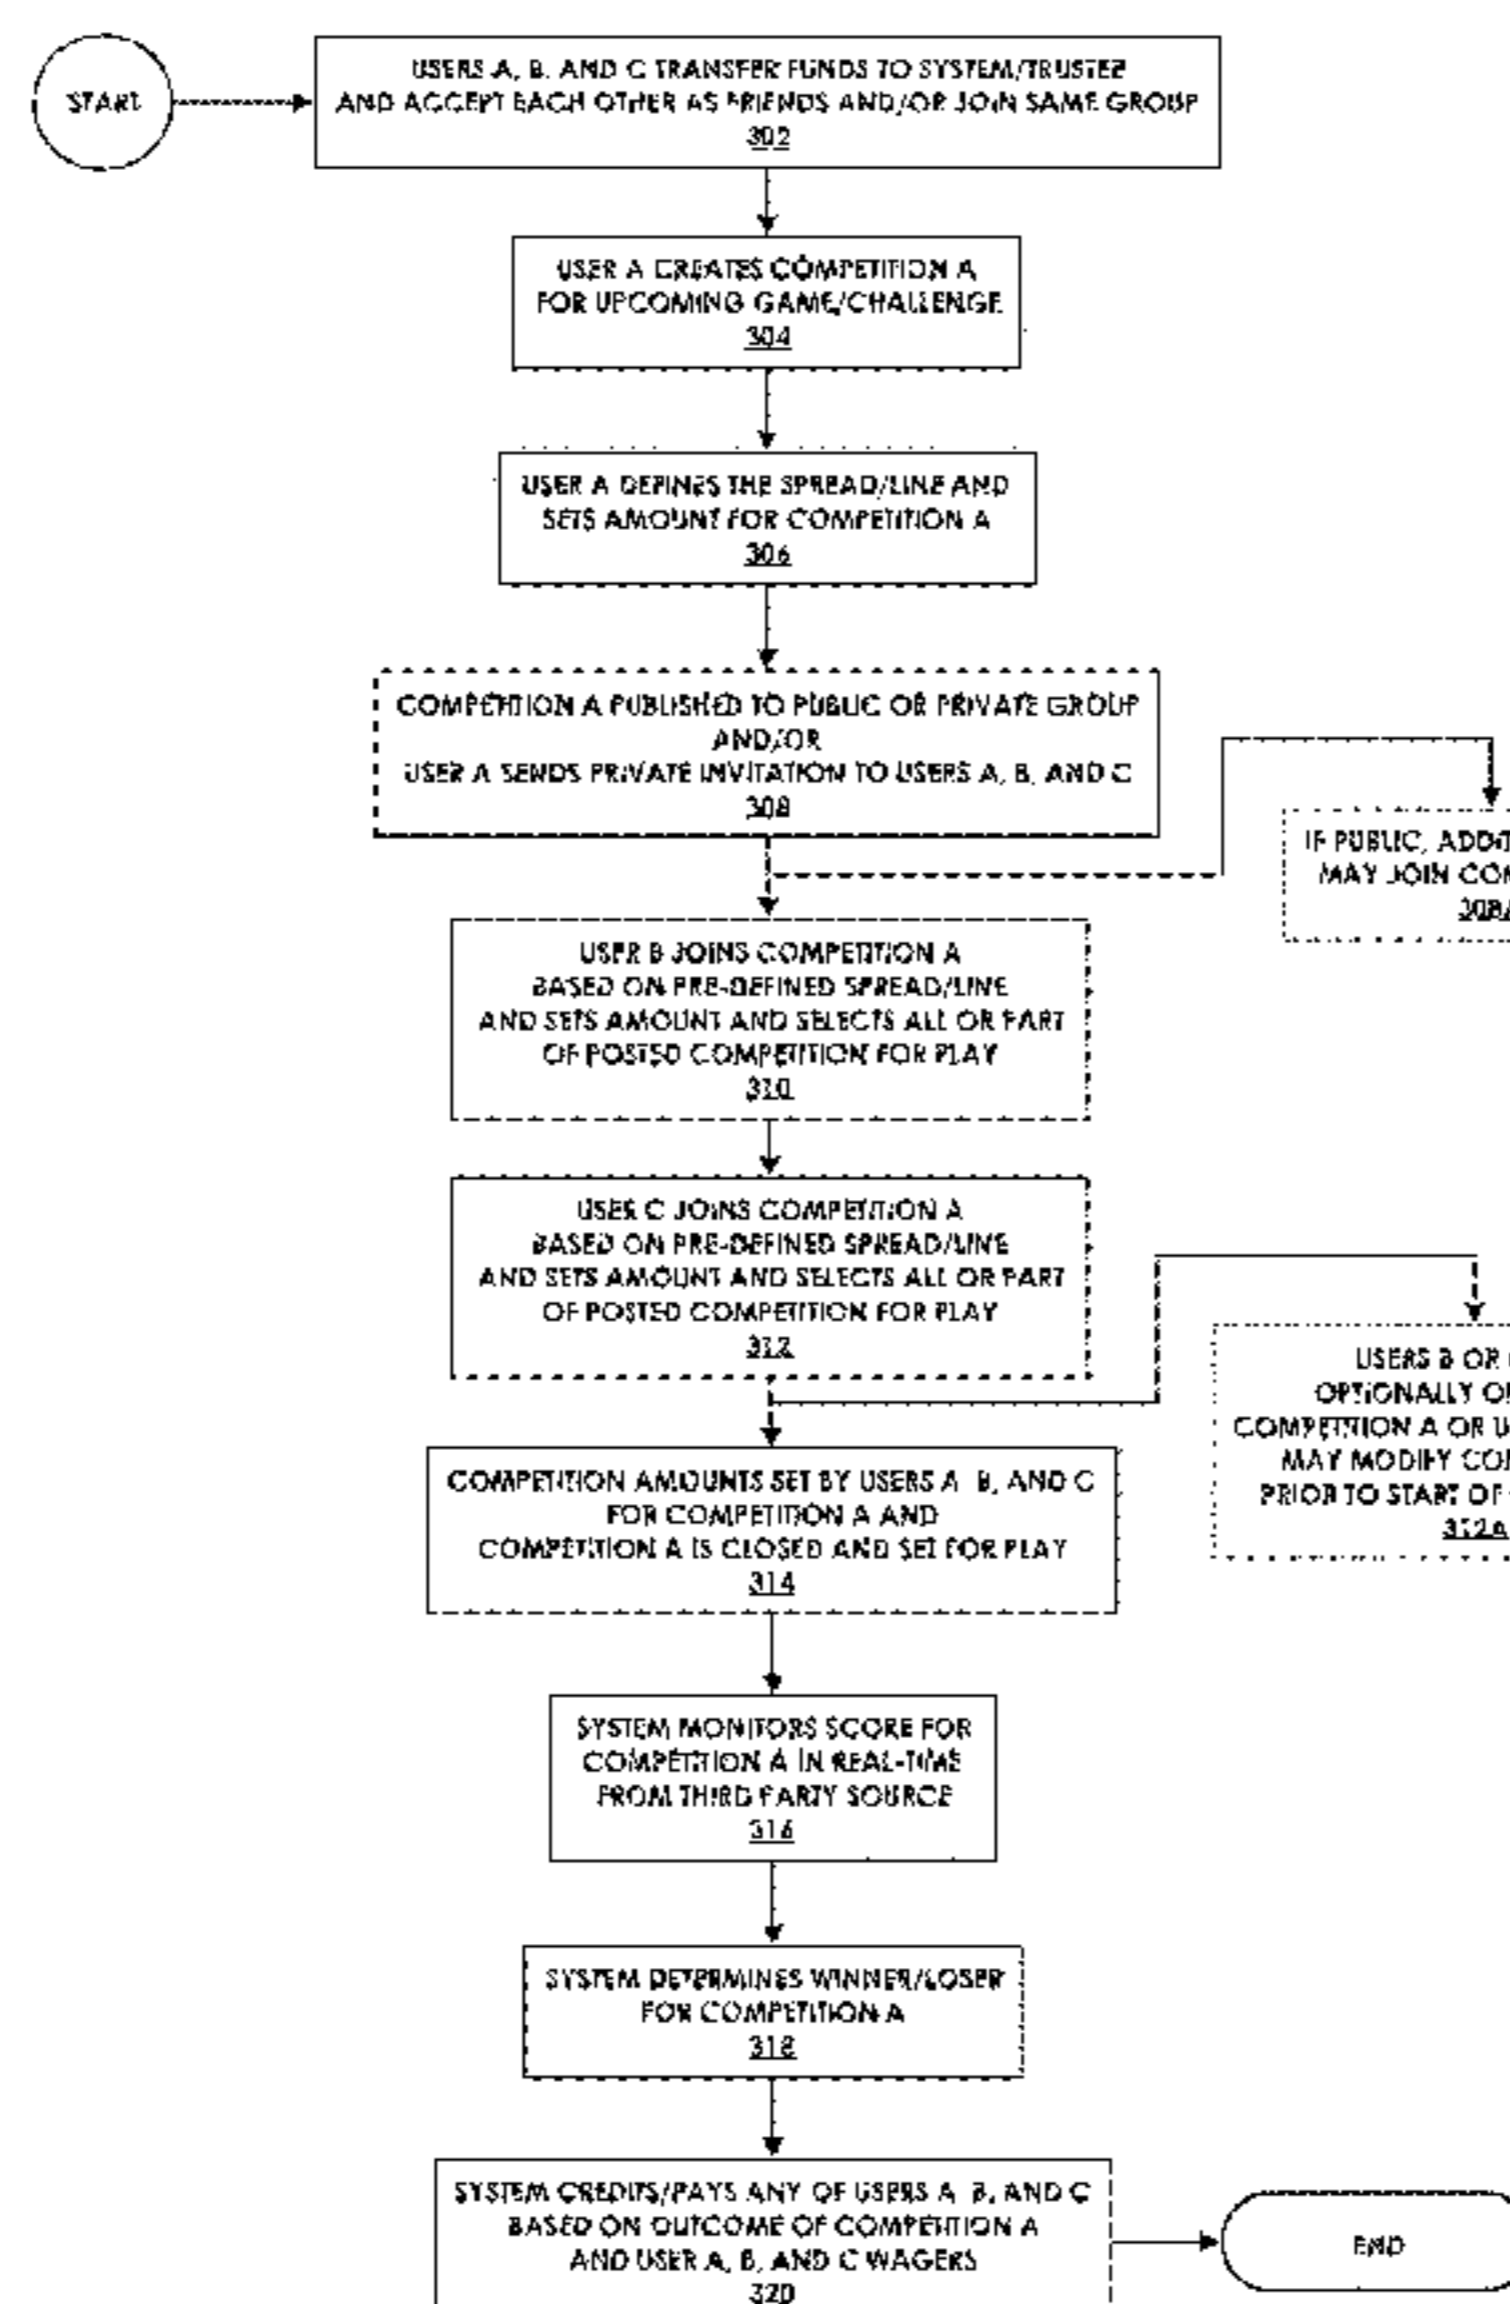 START
USERS A, B, AND C TRANSFER FUNDS TO SYSTEM/TRUSTEE
AND ACCEPT EACH OTHER AS FRIENDS AND/OR JOIN SAME GROUP
302
USER A CREATES COMPETITION A
FOR UPCOMING GAME/CHALLENGE
304
USER A DEFINES THE SPREAD/LINE AND
SETS AMOUNT FOR COMPETITION A
306
COMPETITION A PUBLISHED TO PUBLIC OR PRIVATE GROUP
AND/OR
USER A SENDS PRIVATE INVITATION TO USERS A, B, AND C
308
IF PUBLIC, ADDIT
MAY JOIN COM
308A
USER B JOINS COMPETITION A
BASED ON PRE-DEFINED SPREAD/LINE
AND SETS AMOUNT AND SELECTS ALL OR PART
OF POSTED COMPETITION FOR PLAY
310
USER C JOINS COMPETITION A
BASED ON PRE-DEFINED SPREAD/LINE
AND SETS AMOUNT AND SELECTS ALL OR PART
OF POSTED COMPETITION FOR PLAY
312
USERS B OR
OPTIONALLY
COMPETITION A OR U
MAY MODIFY COM
PRIOR TO START OF
312A
COMPETITION AMOUNTS SET BY USERS A B, AND C
FOR COMPETITION A AND
COMPETITION A IS CLOSED AND SET FOR PLAY
314
SYSTEM MONITORS SCORE FOR
COMPETITION A IN REAL-TIME
FROM THIRD PARTY SOURCE
316
SYSTEM DETERMINES WINNER/LOSER
FOR COMPETITION A
318
SYSTEM CREDITS/PAYS ANY OF USERS A B, AND C
BASED ON OUTCOME OF COMPETITION A
AND USER A, B, AND C WAGERS
320
END